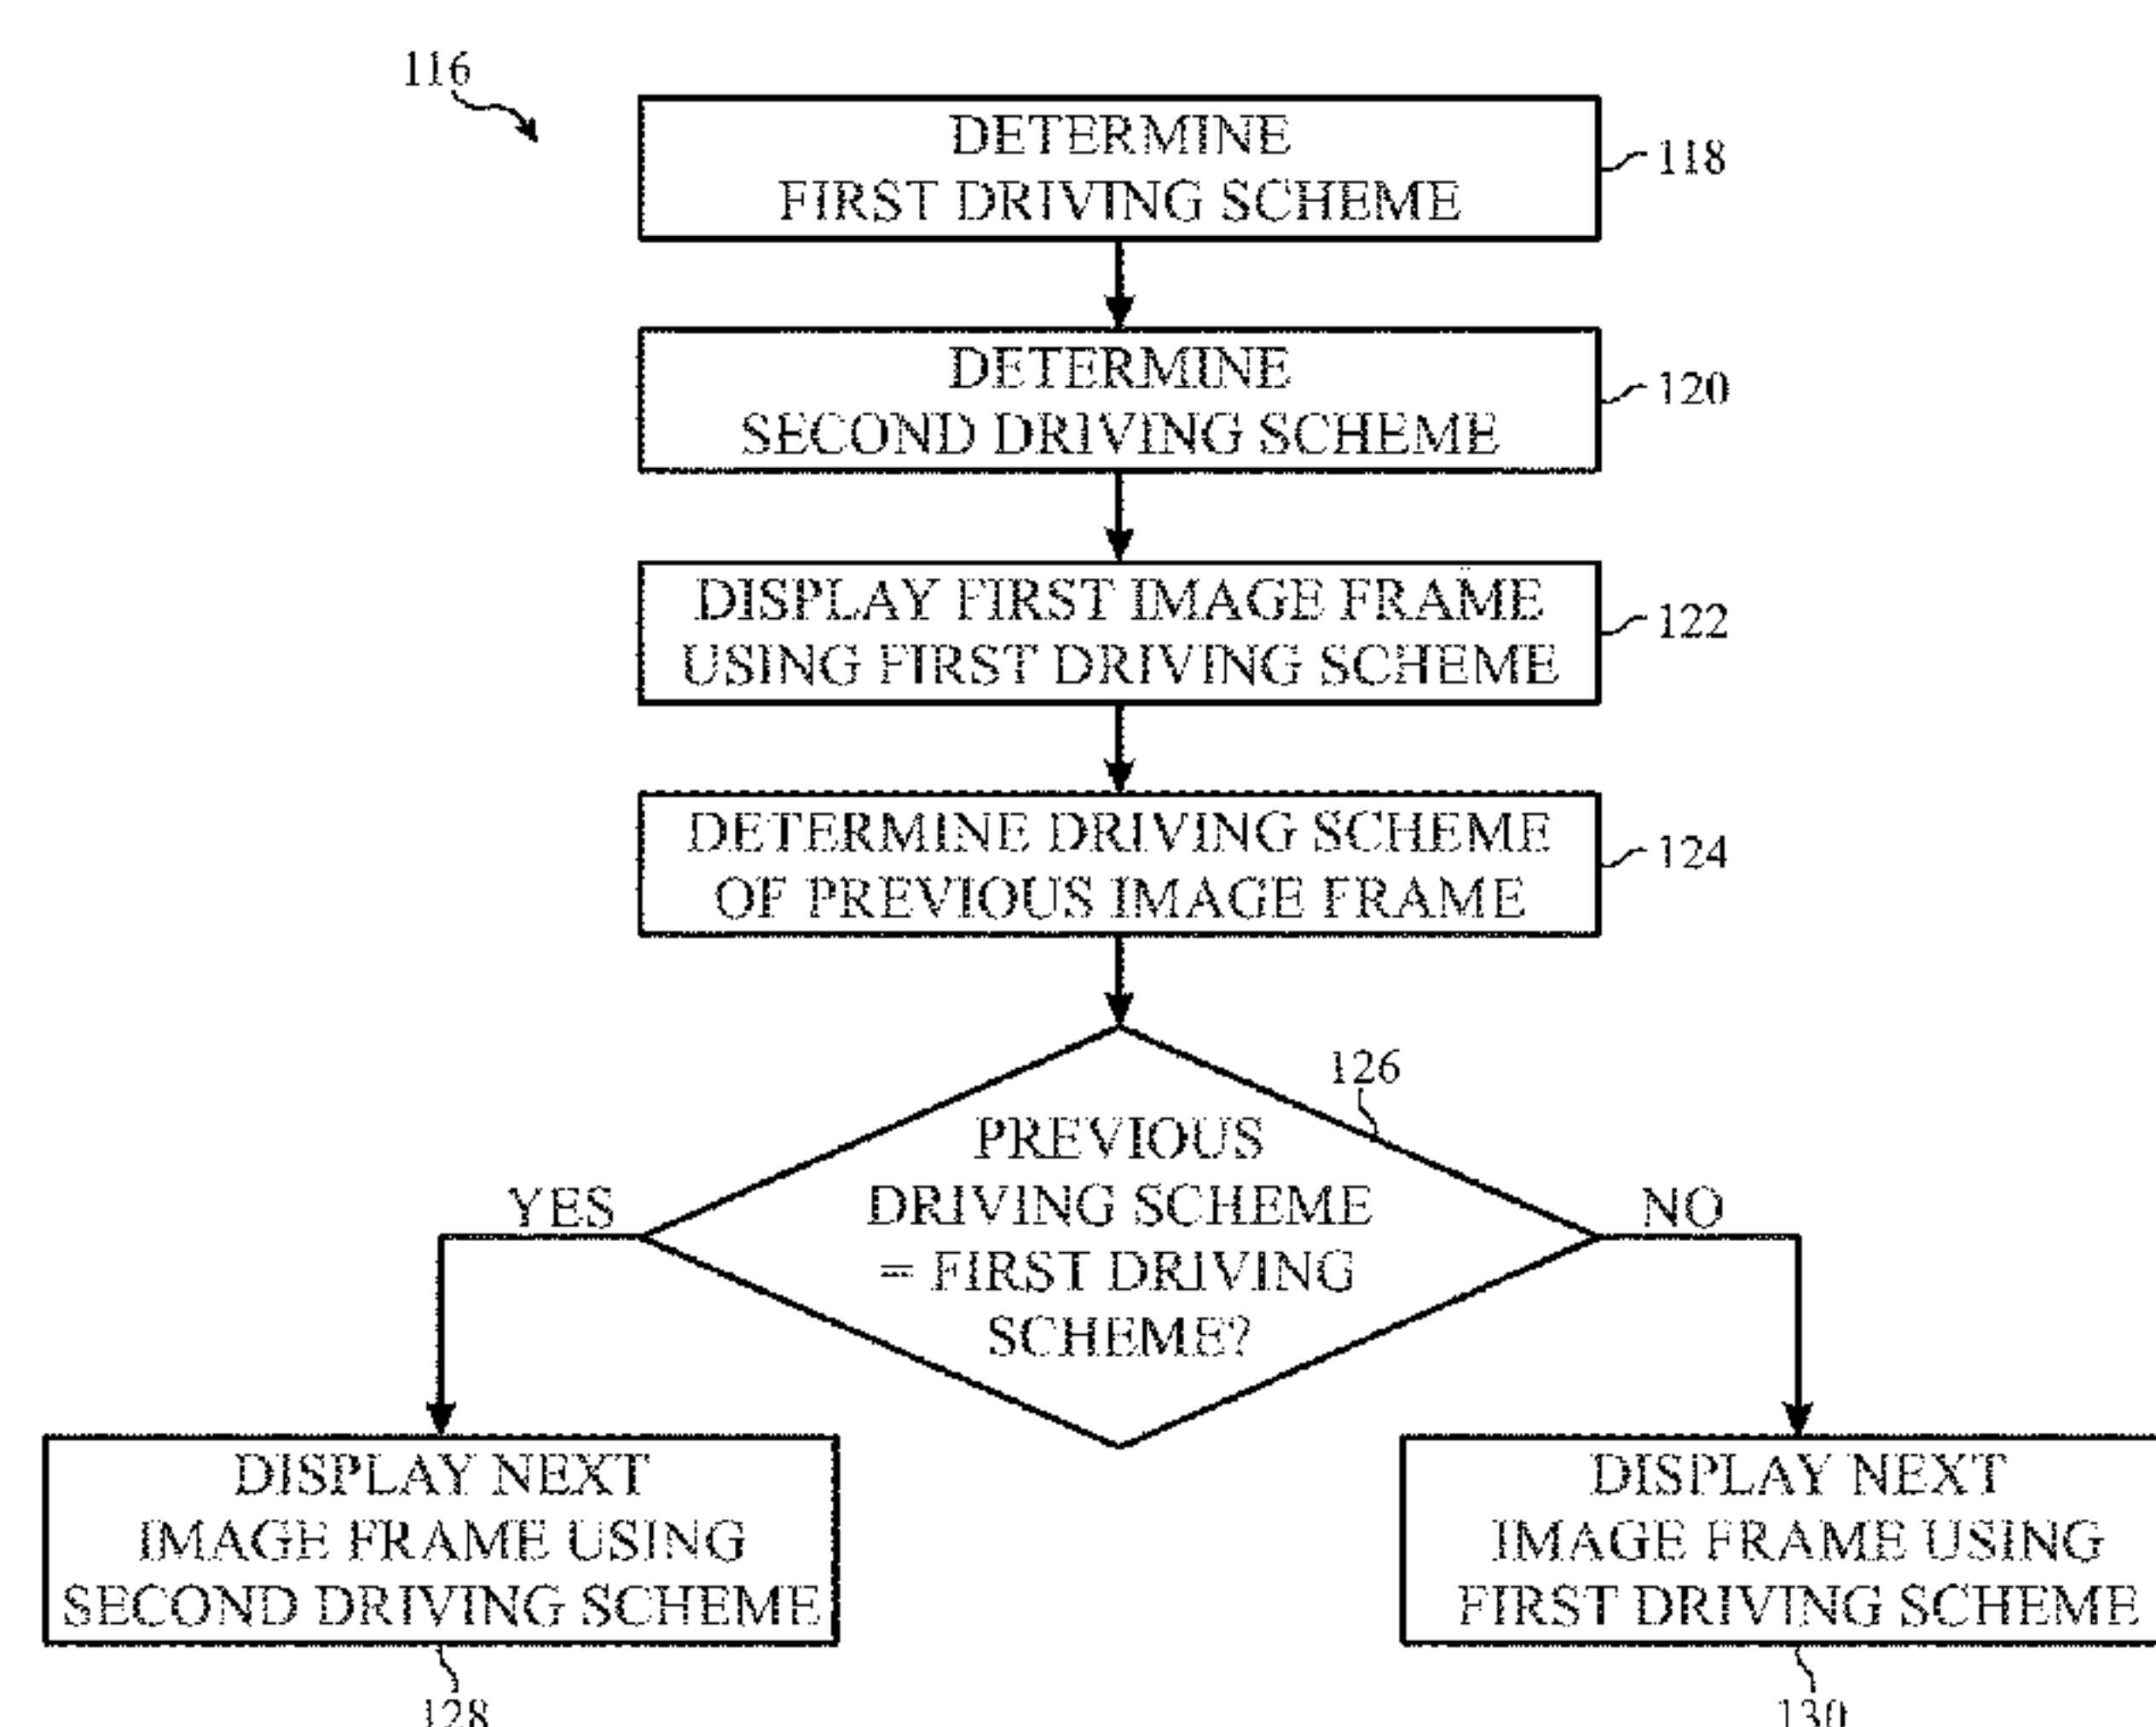 116
DETERMINE
FIRST DRIVING SCHEME
118
DETERMINE
SECOND DRIVING SCHEME
120
DISPLAY FIRST IMAGE FRAME
USING FIRST DRIVING SCHEME
122
DETERMINE DRIVING SCHEME
OF PREVIOUS IMAGE FRAME
124
126
PREVIOUS
DRIVING SCHEME
= FIRST DRIVING
SCHEME?
YES
NO
DISPLAY NEXT
IMAGE FRAME USING
SECOND DRIVING SCHEME
128
DISPLAY NEXT
IMAGE FRAME USING
FIRST DRIVING SCHEME
130